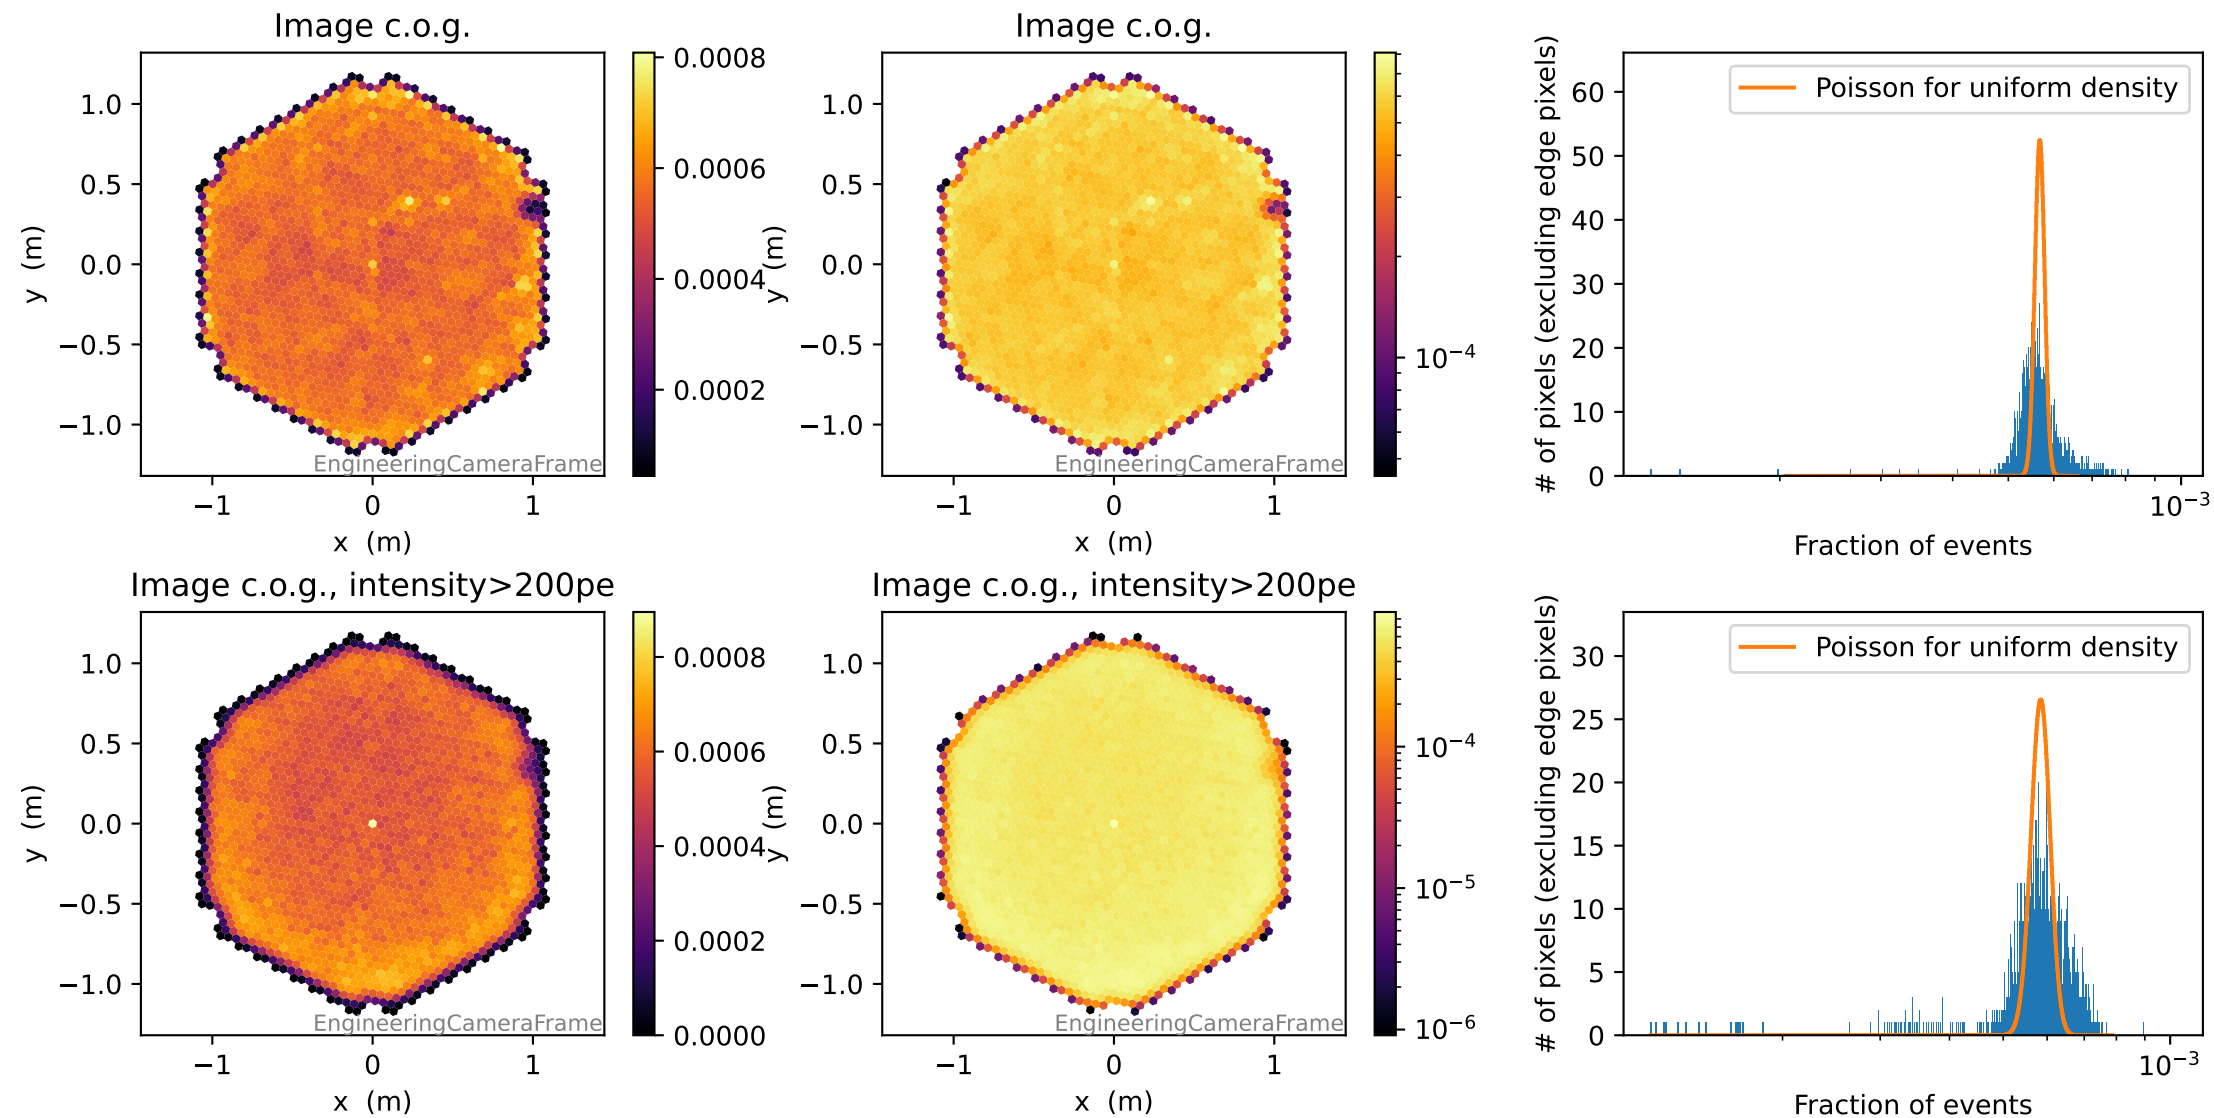 Image c.o.g.
y (m)
1.0
0.5
0.0
−0.5
−1.0
−1
0
1
x (m)
EngineeringCameraFrame
0.0008
0.0006
0.0004
0.0002
Image c.o.g.
y (m)
1.0
0.5
0.0
−0.5
−1.0
−1
0
1
x (m)
EngineeringCameraFrame
10−4
# of pixels (excluding edge pixels)
60
50
40
30
20
10
0
Poisson for uniform density
10−3
Fraction of events
Image c.o.g., intensity>200pe
y (m)
1.0
0.5
0.0
−0.5
−1.0
−1
0
1
x (m)
EngineeringCameraFrame
0.0008
0.0006
0.0004
0.0002
0.0000
Image c.o.g., intensity>200pe
y (m)
1.0
0.5
0.0
−0.5
−1.0
−1
0
1
x (m)
EngineeringCameraFrame
10−4
10−5
10−6
# of pixels (excluding edge pixels)
30
25
20
15
10
5
0
Poisson for uniform density
10−3
Fraction of events